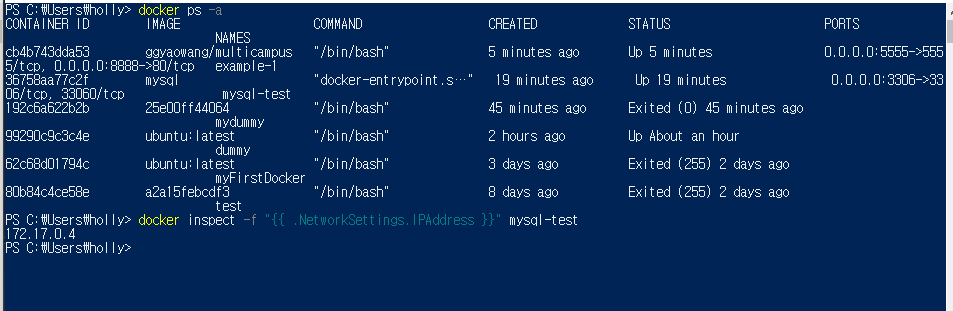 PS C:₩Users₩holly> docker ps -a
CONTAINER ID IMAGE COMMAND CREATED STATUS PORTS
NAMES
cb4b743dda53 ggyaowang/multicampus "/bin/bash" 5 minutes ago Up 5 minutes 0.0.0.0:5555->555
5/tcp, 0.0.0.0:8888->80/tcp example-1
36758aa77c2f mysql "docker-entrypoint.s…" 19 minutes ago Up 19 minutes 0.0.0.0:3306->33
06/tcp, 33060/tcp mysql-test
192c6a622b2b 25e00ff44064 "/bin/bash" 45 minutes ago Exited (0) 45 minutes ago
mydummy
99290c9c3c4e ubuntu:latest "/bin/bash" 2 hours ago Up About an hour
dummy
62c68d01794c ubuntu:latest "/bin/bash" 3 days ago Exited (255) 2 days ago
myFirstDocker
80b84c4ce58e a2a15febcdf3 "/bin/bash" 8 days ago Exited (255) 2 days ago
test
PS C:₩Users₩holly> docker inspect -f "{{ .NetworkSettings.IPAddress }}" mysql-test
172.17.0.4
PS C:₩Users₩holly>